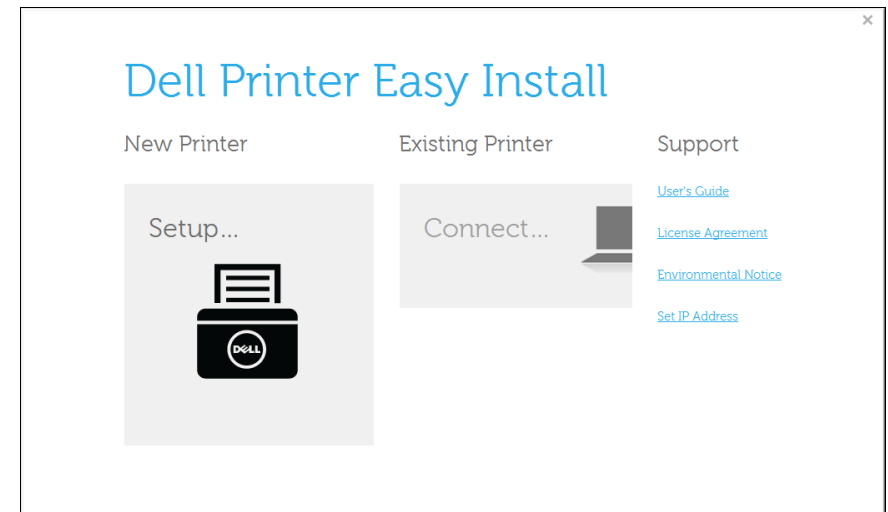 ×
Dell Printer Easy Install
New Printer
Existing Printer
Support
Setup...
DELL
Connect...
User's Guide
License Agreement
Environmental Notice
Set IP Address